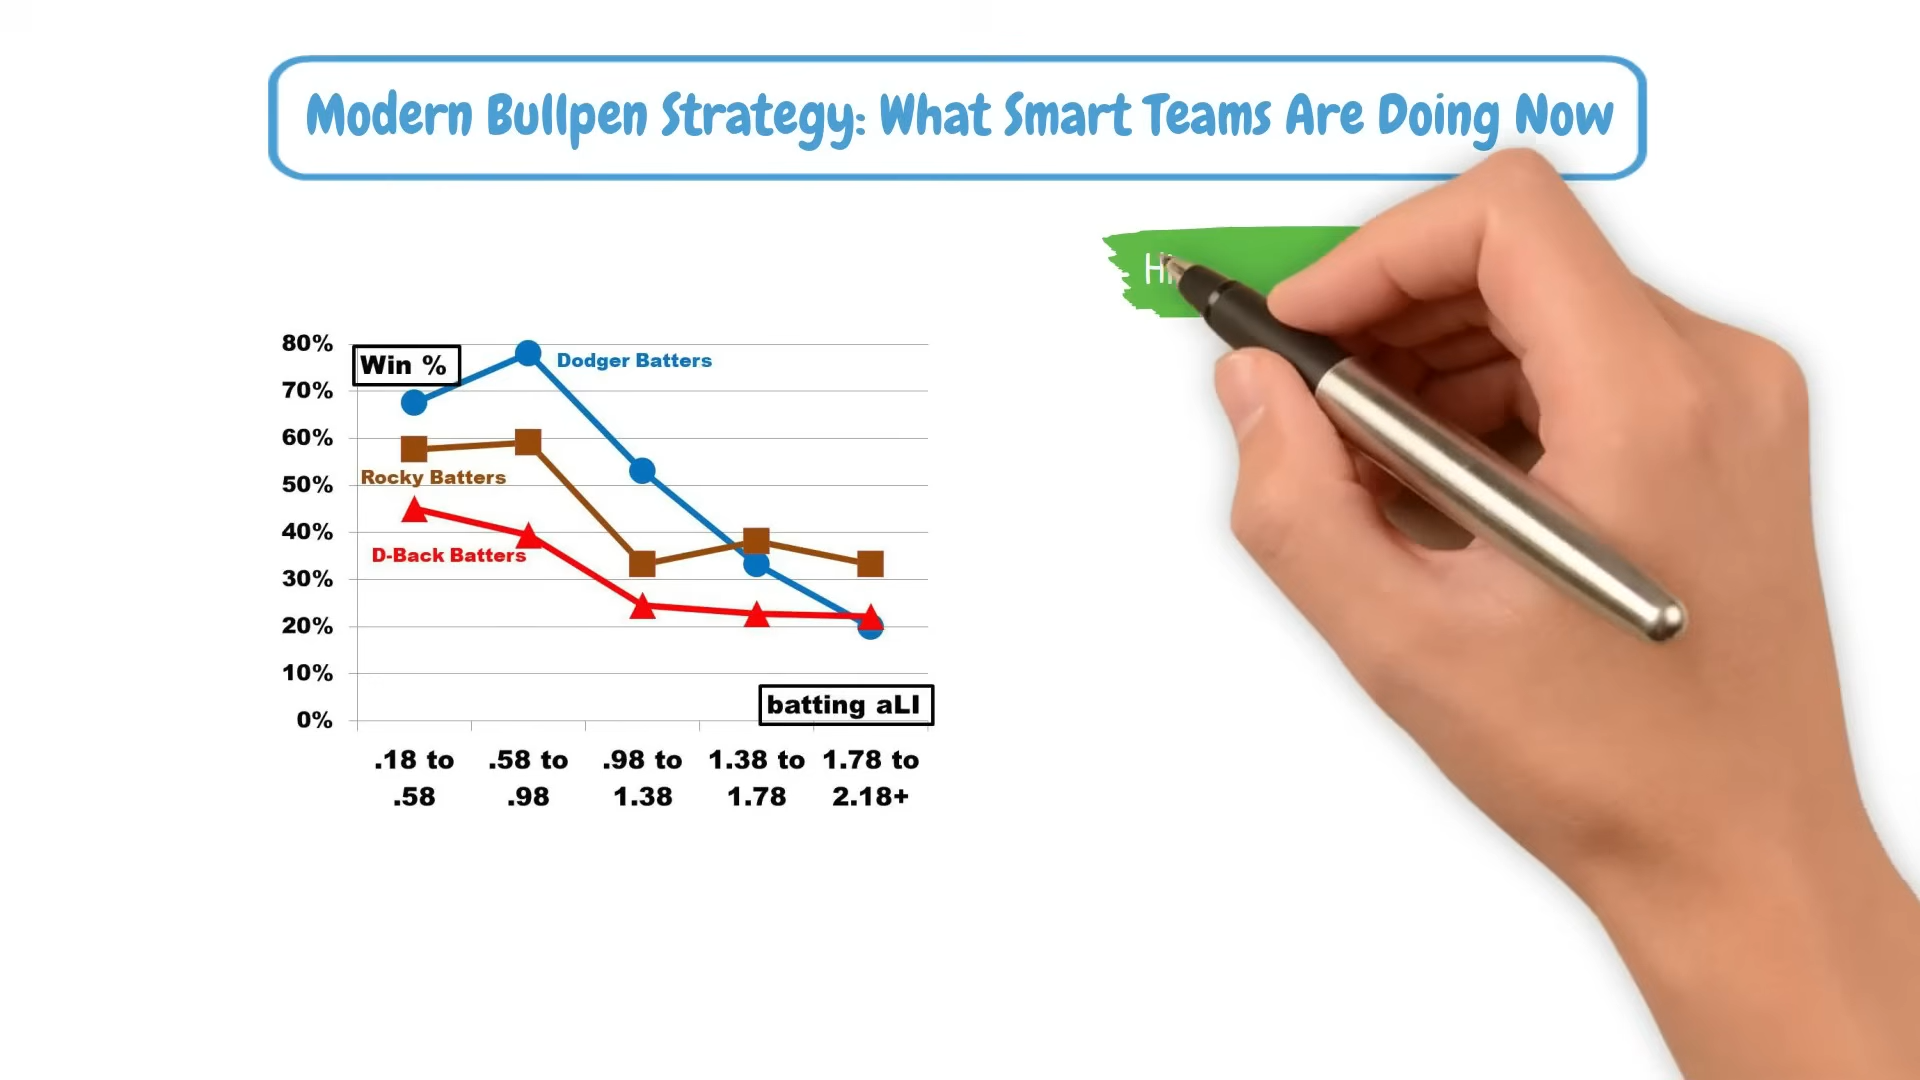 Modern Bullpen Strategy: What Smart Teams Are Doing Now
80%
70%
60%
50%
40%
30%
20%
10%
0%
Win %
Dodger Batters
Rocky Batters
D-Back Batters
batting aLI
.18 to .58
.58 to .98
.98 to 1.38
1.38 to 1.78
1.78 to 2.18+